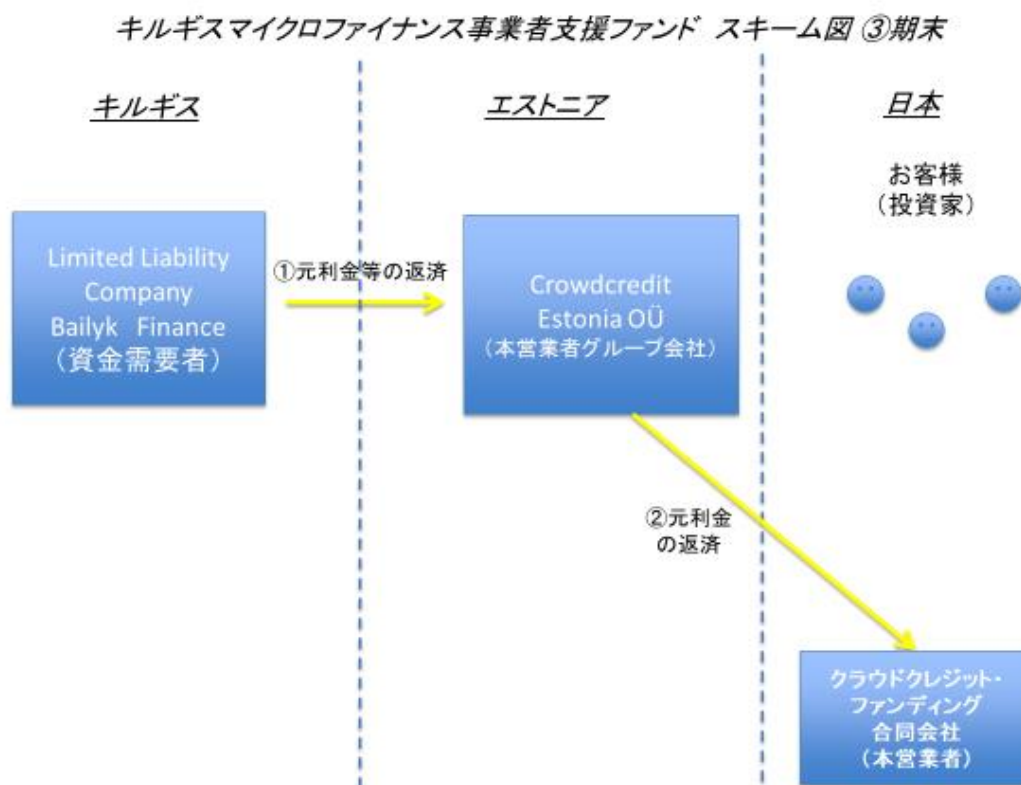 キルギスマイクロファイナンス事業者支援ファンド スキーム図 ③期末
キルギス
エストニア
日本
お客様
（投資家）
Limited Liability
Company
Bailyk Finance
（資金需要者）
①元利金等の返済
Crowdcredit
Estonia OÜ
（本営業者グループ会社）
②元利金
の返済
クラウドクレジット・
ファンディング
合同会社
（本営業者）